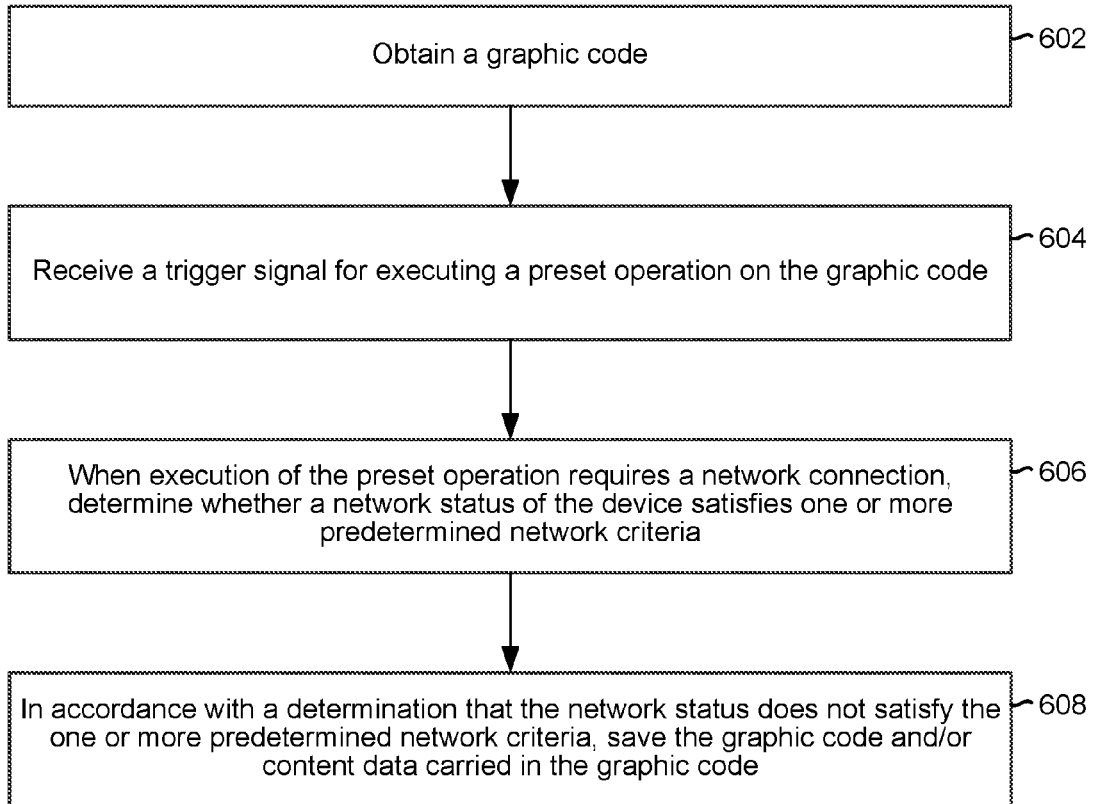 Obtain a graphic code
602
Receive a trigger signal for executing a preset operation on the graphic code
604
When execution of the preset operation requires a network connection,
determine whether a network status of the device satisfies one or more
predetermined network criteria
606
In accordance with a determination that the network status does not satisfy the
one or more predetermined network criteria, save the graphic code and/or
content data carried in the graphic code
608